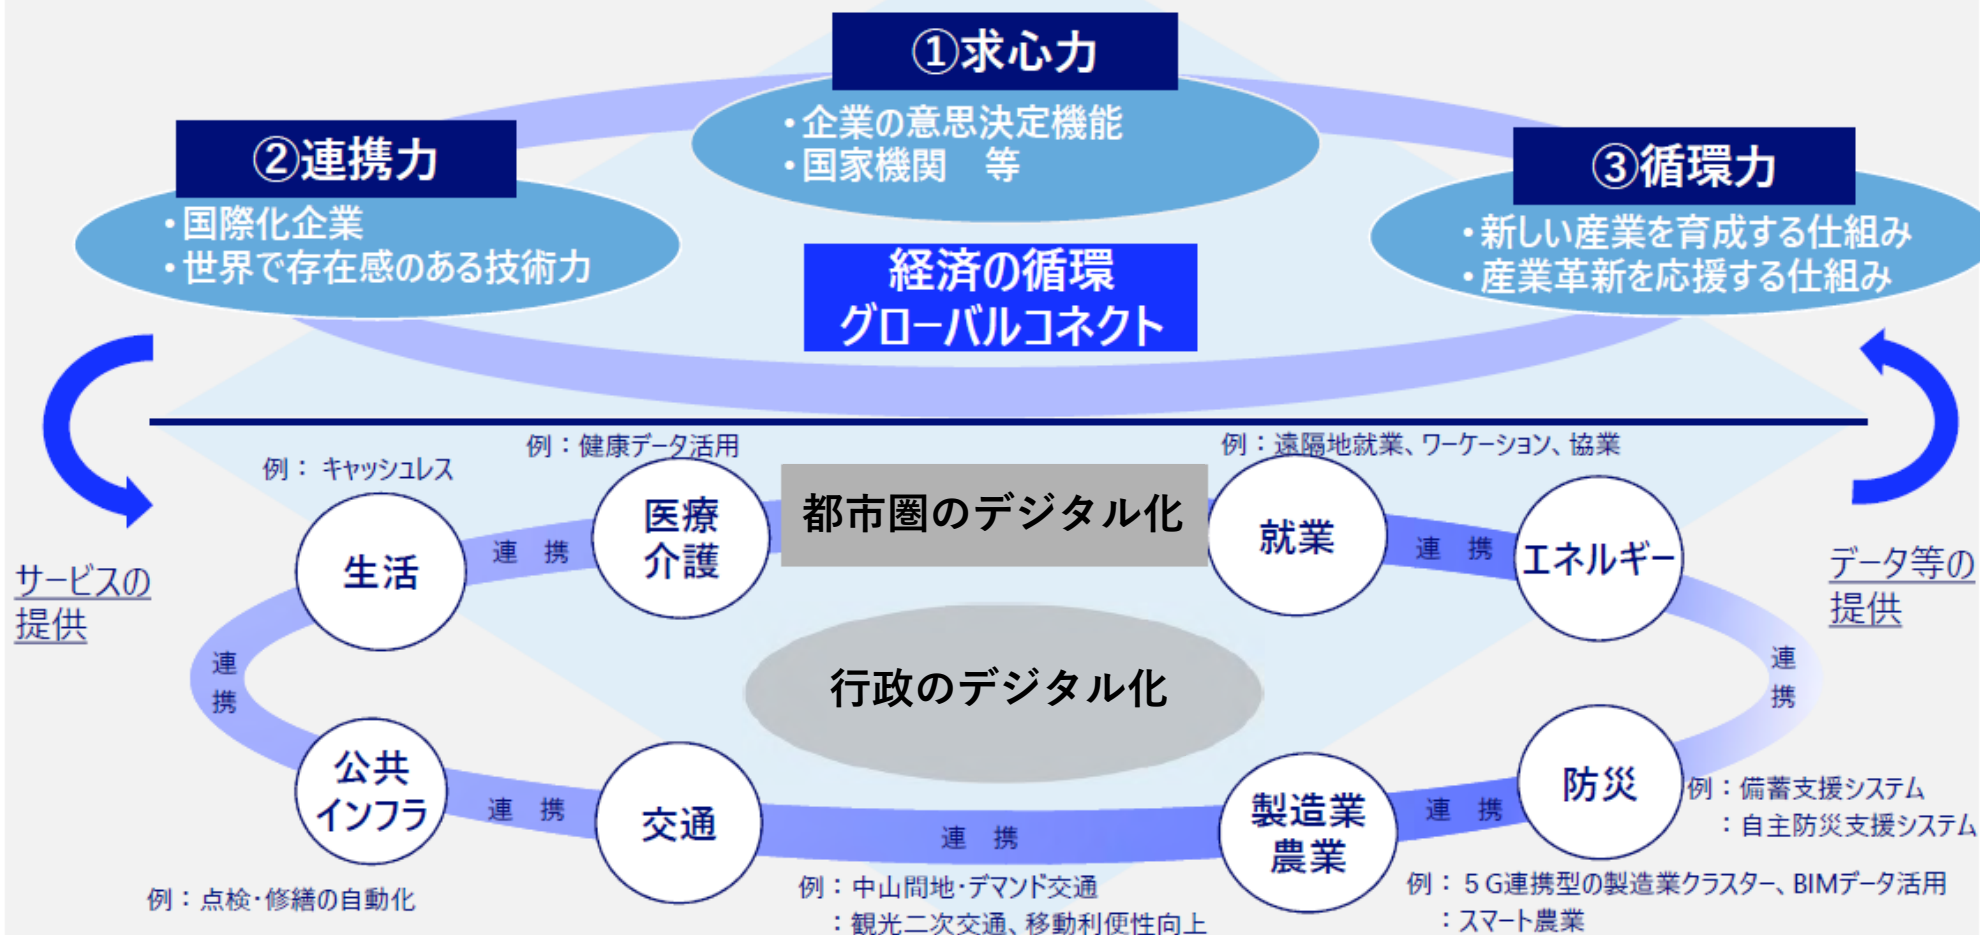 ①求心力
・企業の意思決定機能
・国家機関　等
②連携力
・国際化企業
・世界で存在感のある技術力
③循環力
・新しい産業を育成する仕組み
・産業革新を応援する仕組み
経済の循環
グローバルコネクト
サービスの
提供
データ等の
提供
例： キャッシュレス
生活
連　携
例：健康データ活用
医療
介護
都市圏のデジタル化
例：遠隔地就業、ワーケーション、協業
就業
連　携
エネルギー
連
携
連
携
行政のデジタル化
公共
インフラ
例：点検・修繕の自動化
連　携
交通
例：中山間地・デマンド交通
：観光二次交通、移動利便性向上
連　携
製造業
農業
例：５G連携型の製造業クラスター、BIMデータ活用
：スマート農業
連　携
防災
例：備蓄支援システム
：自主防災支援システム